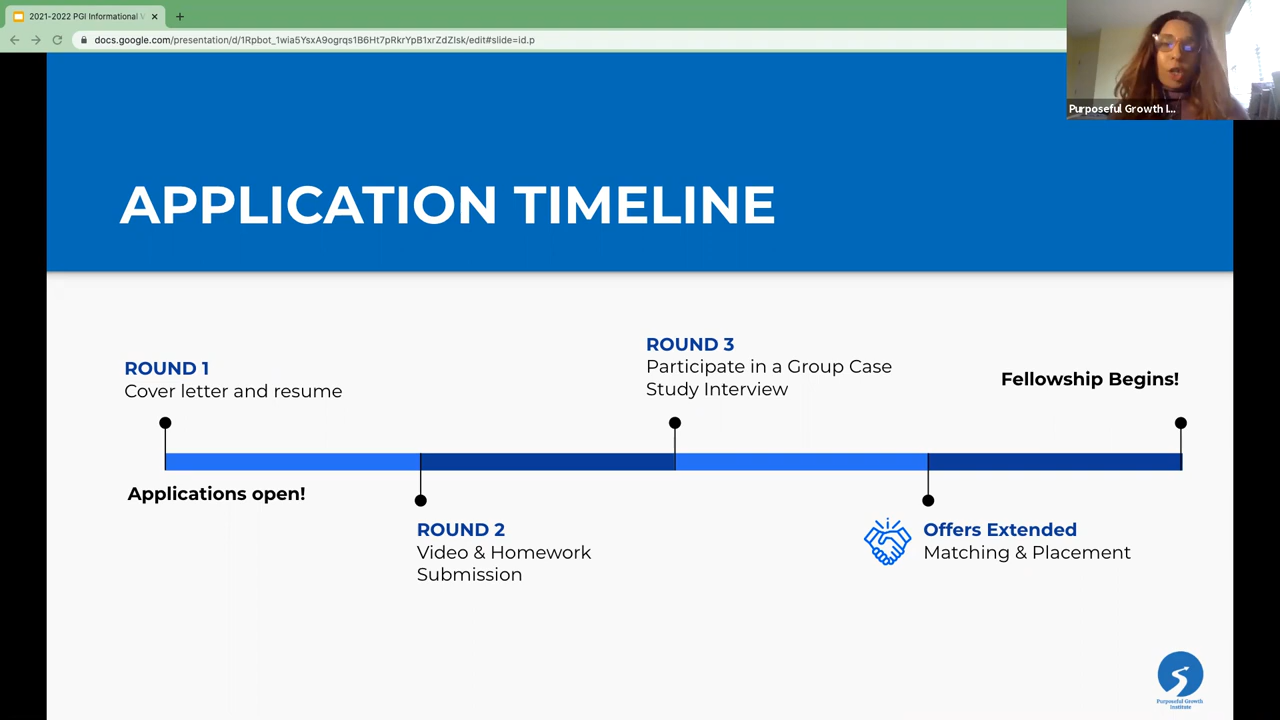 2021-2022 PGI Informational
docs.google.com/presentation/d/1Rpbot_1wia5YsxA9ogrqs1B6Ht7pRkrYpB1xrZdZIsk/edit#slide=id.p
Purposeful Growth I...
APPLICATION TIMELINE
ROUND 1
Cover letter and resume
ROUND 3
Participate in a Group Case
Study Interview
Fellowship Begins!
Applications open!
ROUND 2
Video & Homework
Submission
Offers Extended
Matching & Placement
Purposeful Growth
Institute